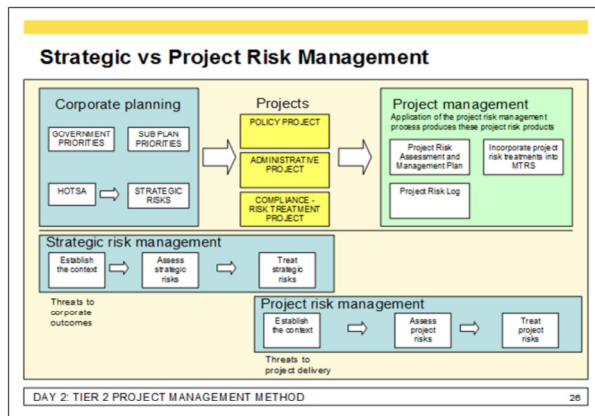 Strategic vs Project Risk Management
Corporate planning
GOVERNMENT
PRIORITIES
SUB PLAN
PRIORITIES
HOTSA
STRATEGIC
RISKS
Projects
POLICY PROJECT
ADMINISTRATIVE
PROJECT
COMPLIANCE -
RISK TREATMENT
PROJECT
Project management
Application of the project risk management
process produces these project risk products
Project Risk
Assessment and
Management Plan
Incorporate project
risk treatments into
MTRS
Project Risk Log
Strategic risk management
Establish
the context
Assess
strategic
risks
Treat
strategic
risks
Threats to
corporate
outcomes
Project risk management
Establish
the context
Assess
project
risks
Treat
project
risks
Threats to
project delivery
DAY 2: TIER 2 PROJECT MANAGEMENT METHOD
26